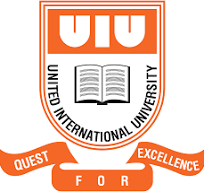 UIU
UNITED INTERNATIONAL UNIVERSITY
QUEST
FOR
EXCELLENCE